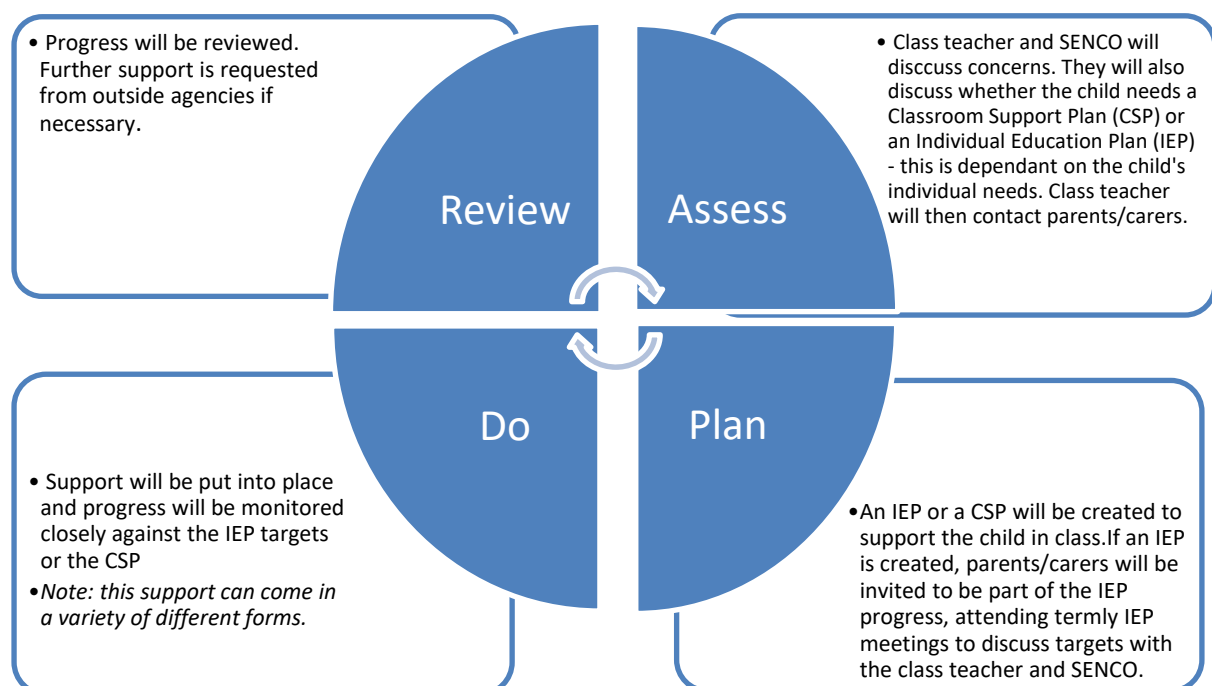 • Progress will be reviewed.
Further support is requested
from outside agencies if
necessary.
Review
• Class teacher and SENCO will
disccuss concerns. They will also
discuss whether the child needs a
Classroom Support Plan (CSP) or
an Individual Education Plan (IEP)
- this is dependant on the child's
individual needs. Class teacher
will then contact parents/carers.
Assess
• Support will be put into place
and progress will be monitored
closely against the IEP targets
or the CSP
•Note: this support can come in
a variety of different forms.
Do
Plan
•An IEP or a CSP will be created to
support the child in class.If an IEP
is created, parents/carers will be
invited to be part of the IEP
progress, attending termly IEP
meetings to discuss targets with
the class teacher and SENCO.